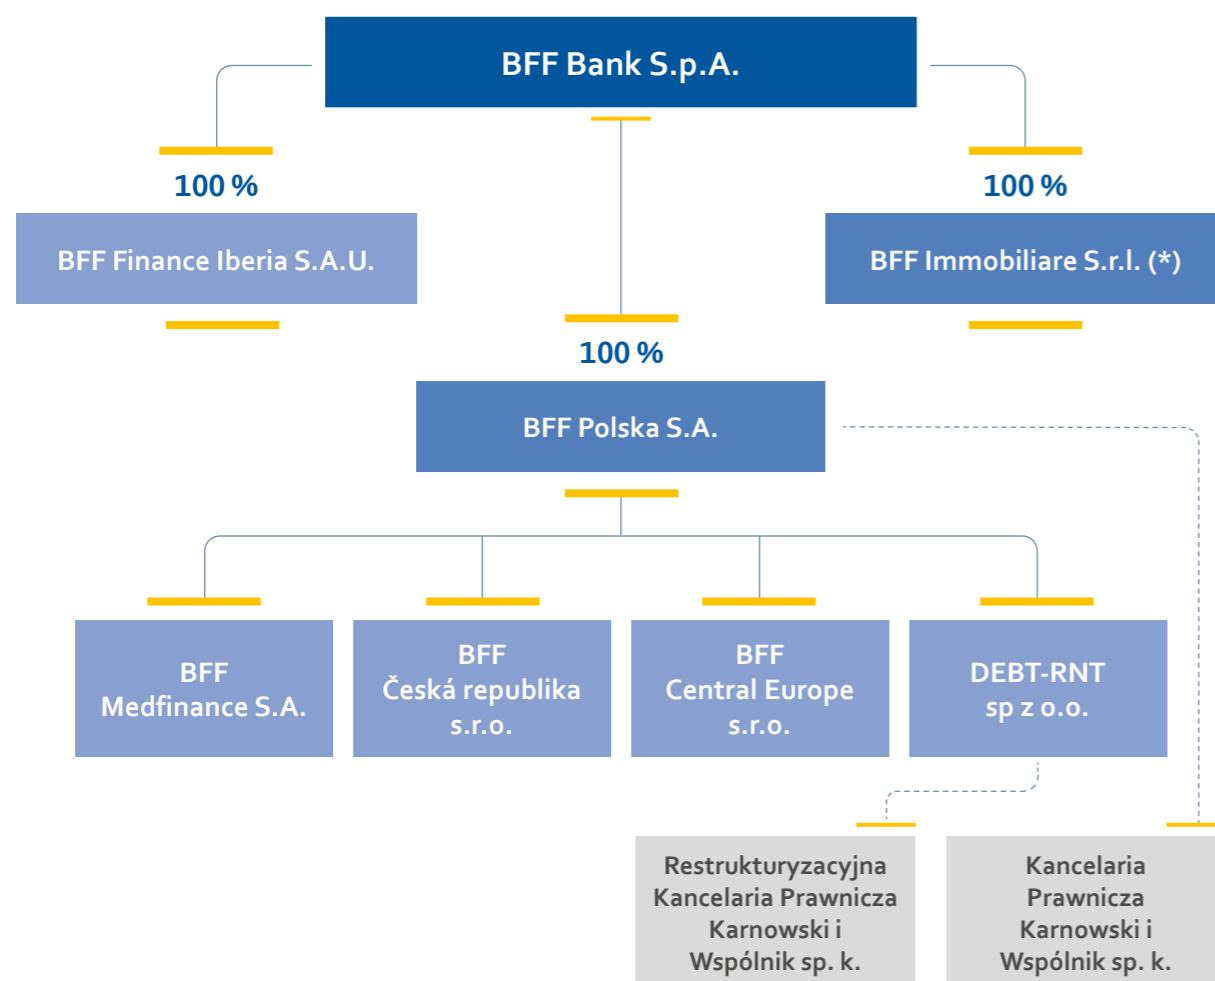 BFF Bank S.p.A.
100 %
BFF Finance Iberia S.A.U.
100 %
BFF Immobiliare S.r.l. (*)
100 %
BFF Polska S.A.
BFF
Medfinance S.A.
BFF
Česká republika
s.r.o.
BFF
Central Europe
s.r.o.
DEBT-RNT
sp z o.o.
Restrukturyzacyjna
Kancelaria Prawnicza
Karnowski i
Wspólnik sp. k.
Kancelaria
Prawnicza
Karnowski i
Wspólnik sp. k.